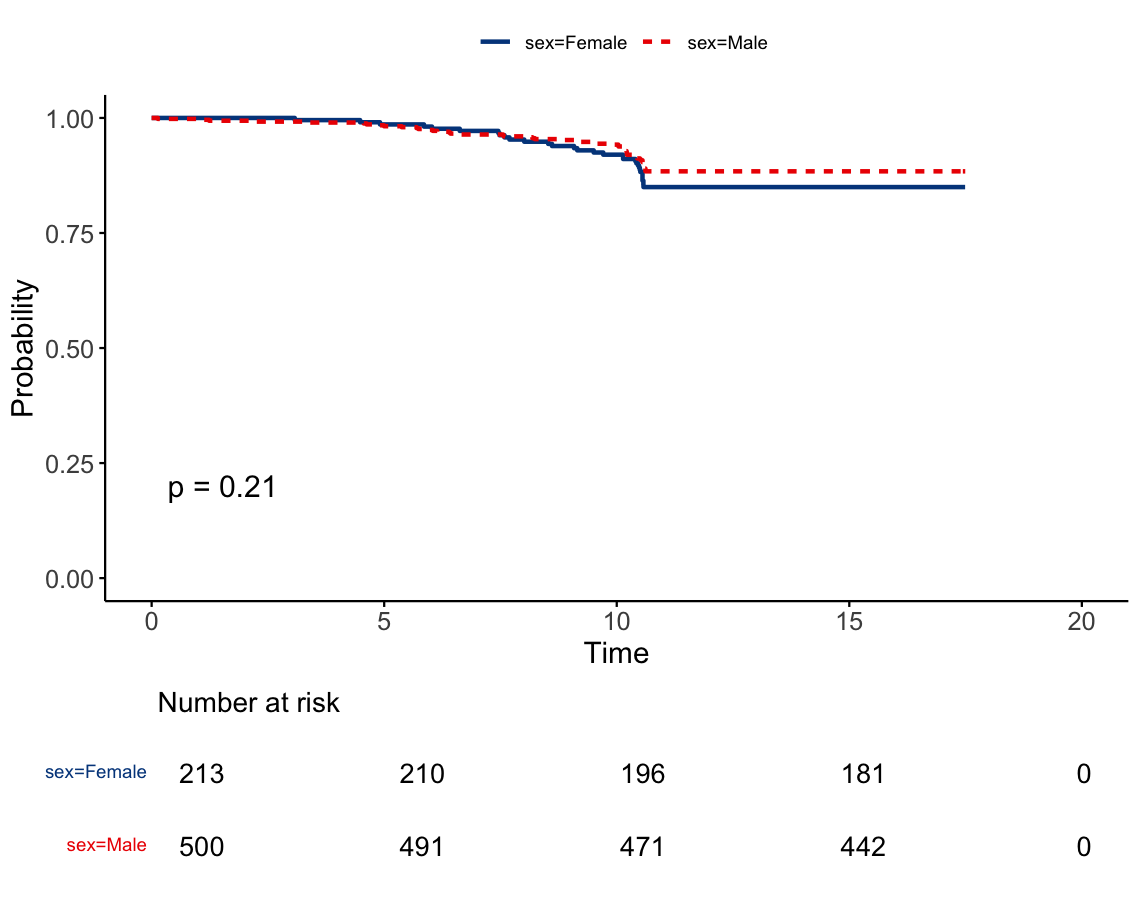 sex=Female sex=Male
1.00
0.75
0.50
0.25
0.00
Probability
p = 0.21
0 5 10 15 20
Time
Number at risk
sex=Female 213 210 196 181 0
sex=Male 500 491 471 442 0